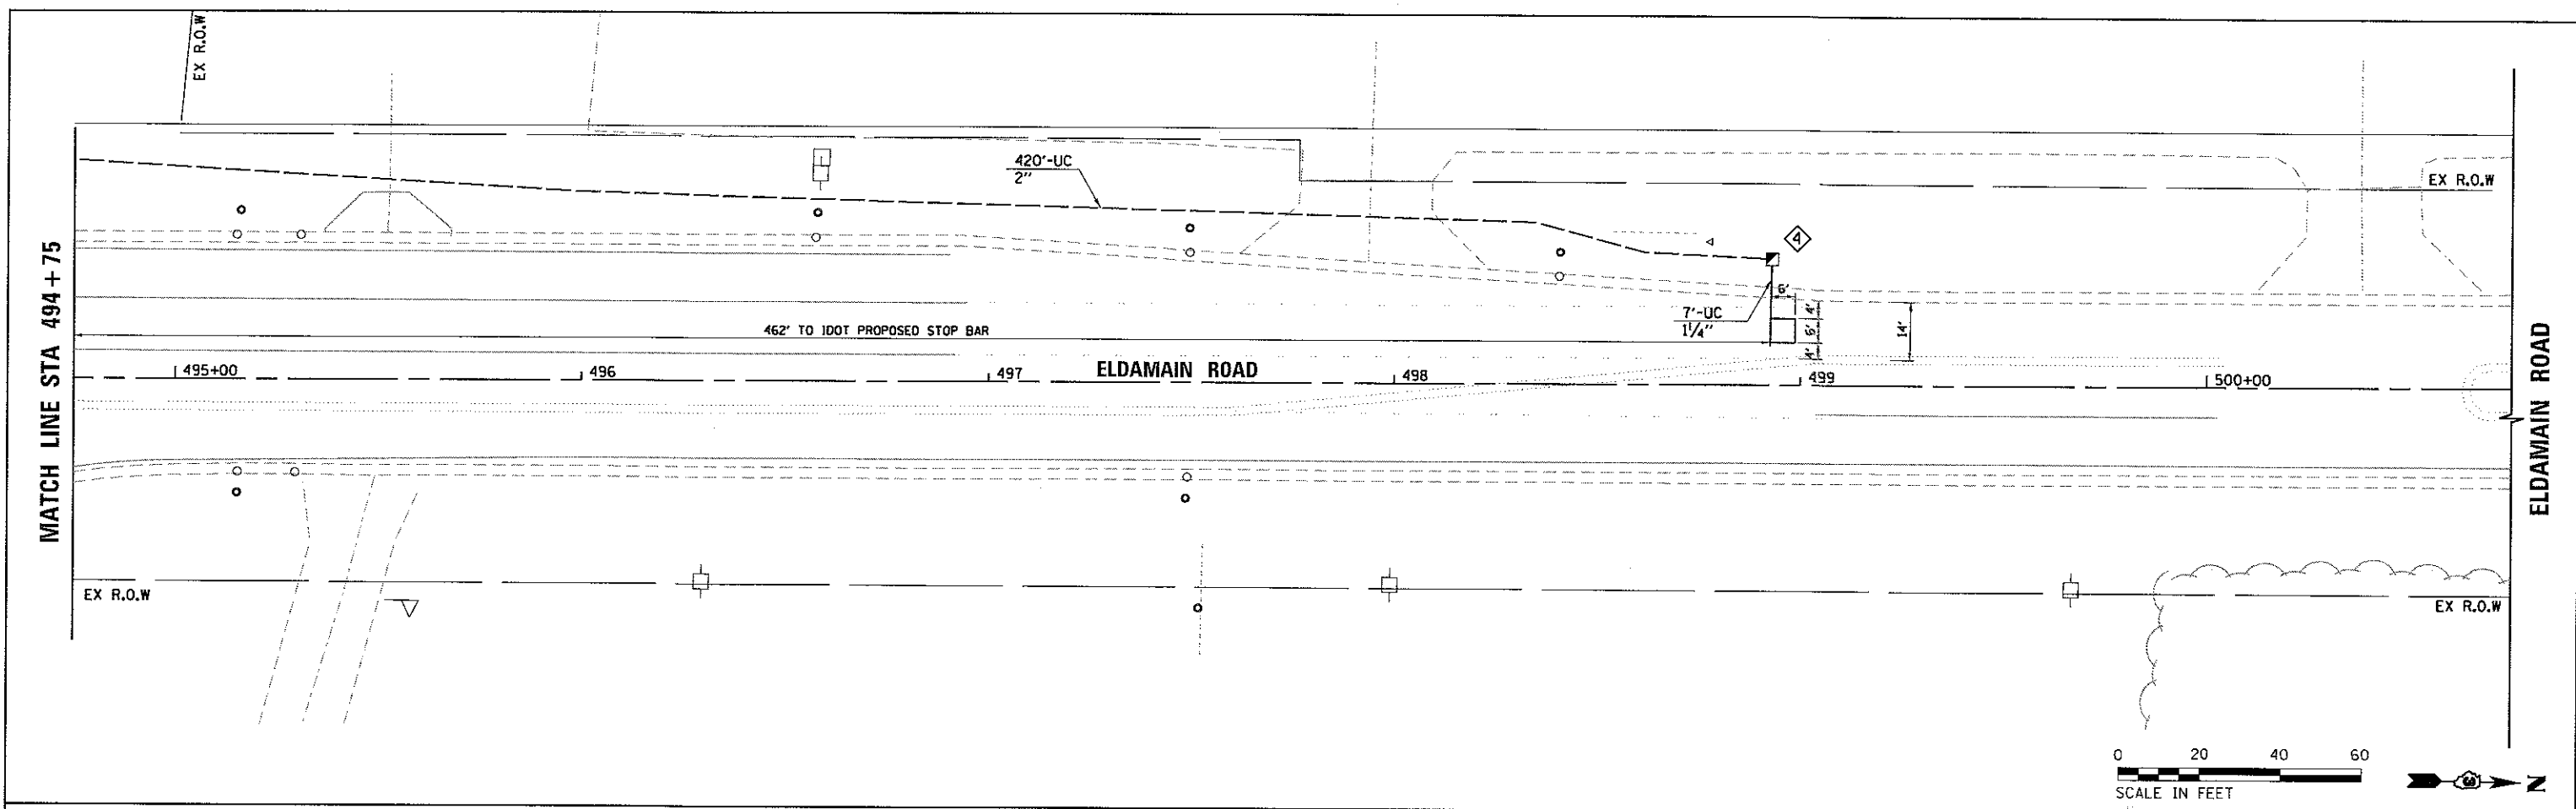 EX R.O.W
MATCH LINE STA 494+75
420'-UC
2"
EX R.O.W
4
6'
4'
6'
4'
14'
7'-UC
1 1/4"
462' TO IDOT PROPOSED STOP BAR
ELDAMAIN ROAD
495+00
496
497
498
499
500+00
ELDAMAIN ROAD
EX R.O.W
EX R.O.W
0 20 40 60
SCALE IN FEET
N